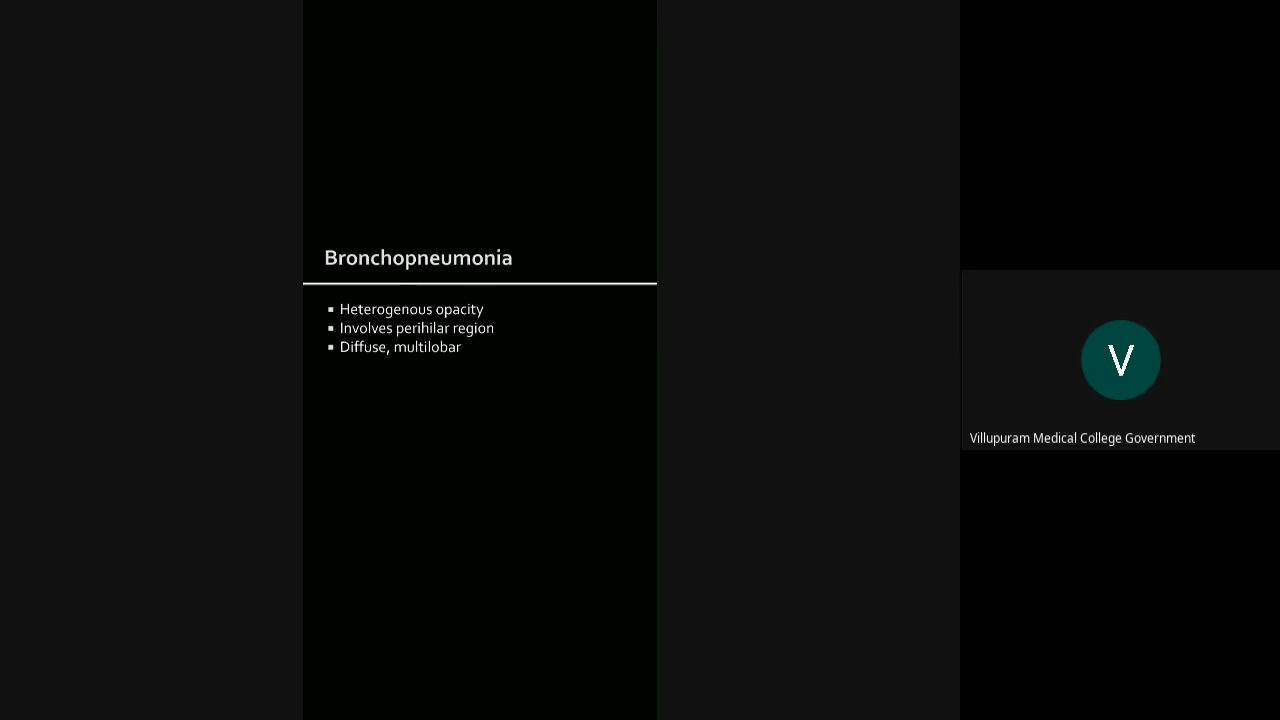 Bronchopneumonia
▪ Heterogenous opacity
▪ Involves perihilar region
▪ Diffuse, multilobar
V
Villupuram Medical College Government